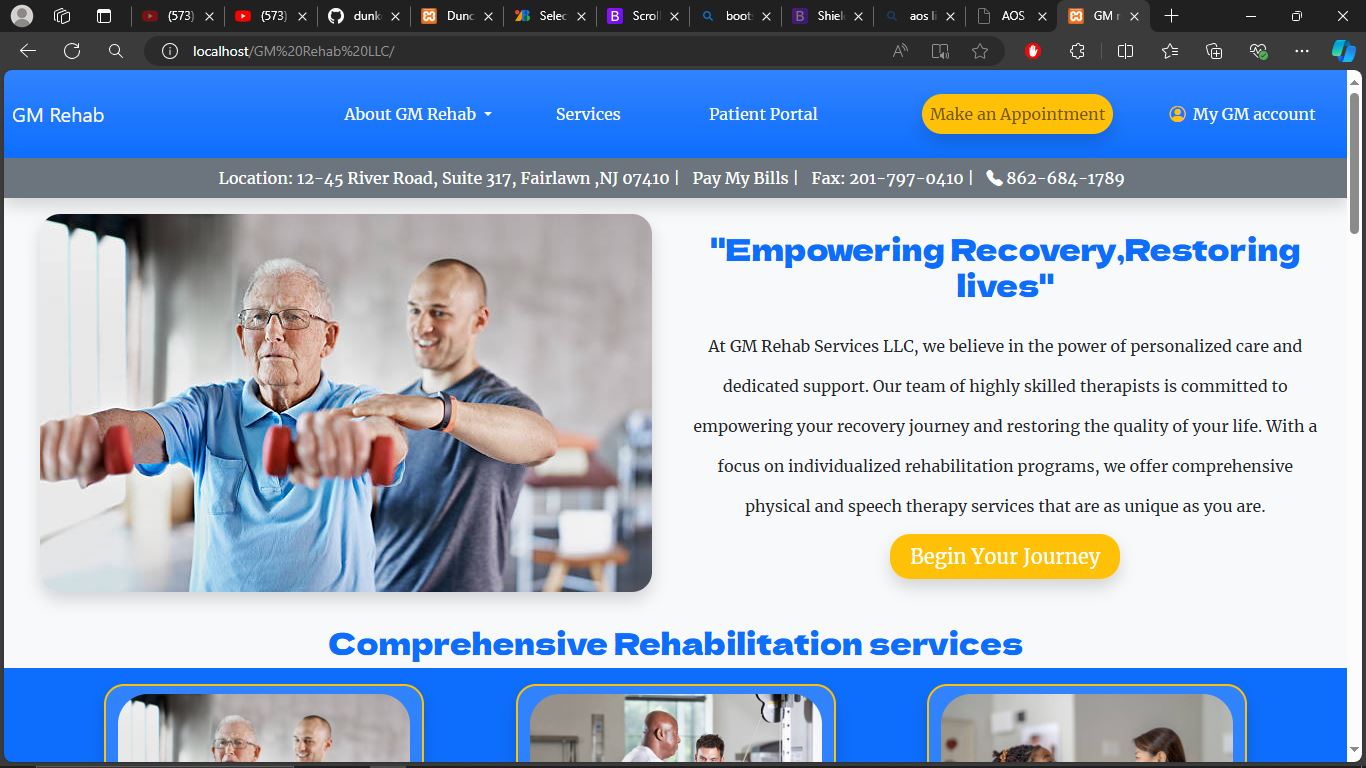 (573)
(573)
dunk
Dunc
Selec
Scroll
boots
Shiel
aos li
AOS
GM r
localhost/GM%20Rehab%20LLC/
GM Rehab
About GM Rehab
Services
Patient Portal
Make an Appointment
My GM account
Location: 12-45 River Road, Suite 317, Fairlawn ,NJ 07410 | Pay My Bills | Fax: 201-797-0410 | 862-684-1789
"Empowering Recovery,Restoring
lives"
At GM Rehab Services LLC, we believe in the power of personalized care and
dedicated support. Our team of highly skilled therapists is committed to
empowering your recovery journey and restoring the quality of your life. With a
focus on individualized rehabilitation programs, we offer comprehensive
physical and speech therapy services that are as unique as you are.
Begin Your Journey
Comprehensive Rehabilitation services